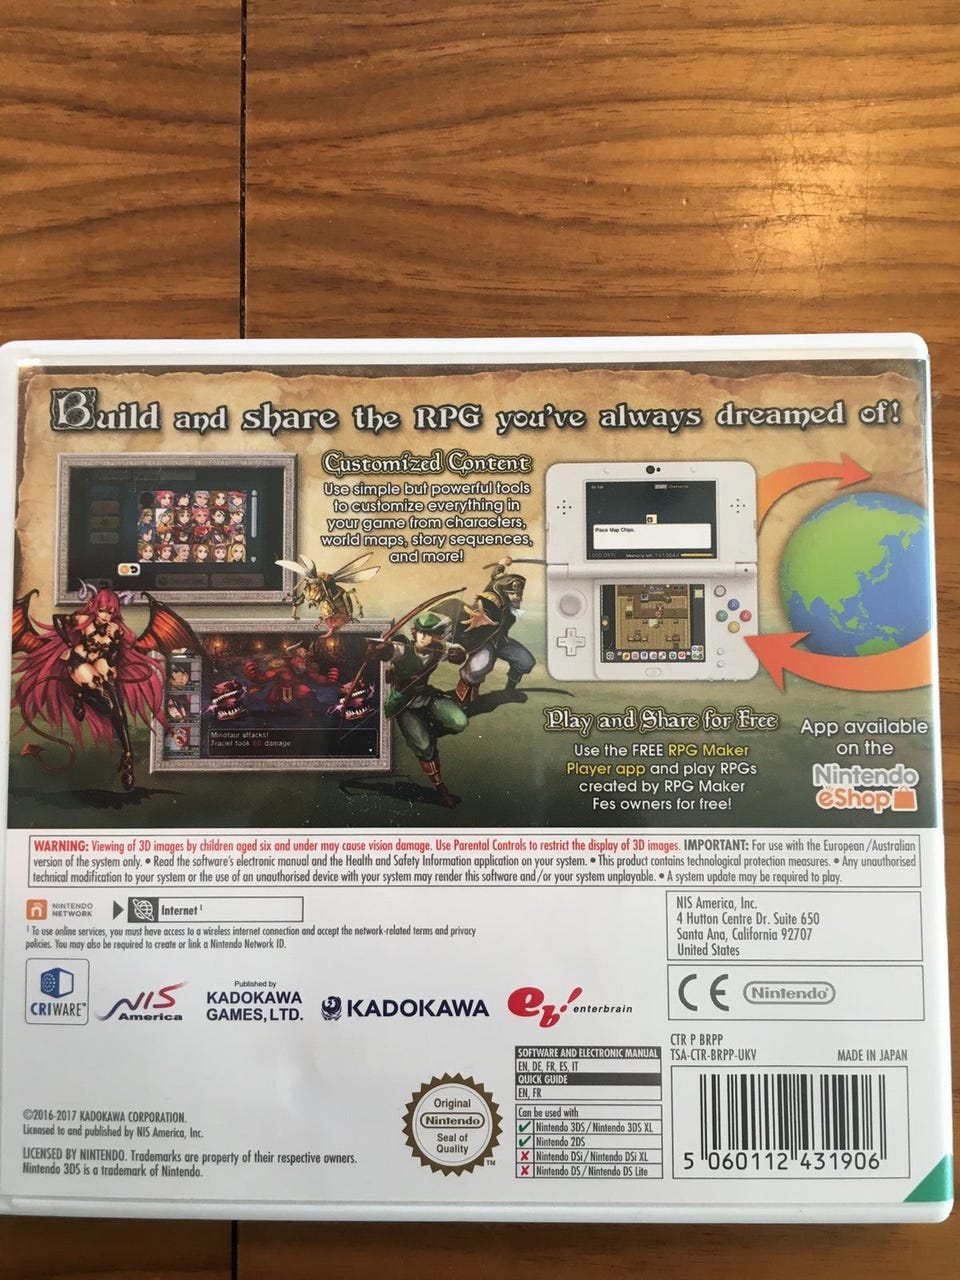 Build and share the RPG you've always dreamed of!
Customized Content
Use simple but powerful tools
to customize everything in
your game from characters,
world maps, story sequences,
and more!
Place Map Chips.
Minotaur attacks!
Traciel took 60 damage.
Play and Share for Free
Use the FREE RPG Maker
Player app and play RPGs
created by RPG Maker
Fes owners for free!
App available
on the
Nintendo
eShop
WARNING: Viewing of 3D images by children aged six and under may cause vision damage. Use Parental Controls to restrict the display of 3D images. IMPORTANT: For use with the European/Australian
version of the system only. • Read the software's electronic manual and the Health and Safety Information application on your system. • This product contains technological protection measures. • Any unauthorised
technical modification to your system or the use of an unauthorised device with your system may render this software and/or your system unplayable. • A system update may be required to play.
n NINTENDO
NETWORK
Internet 1
1 To use online services, you must have access to a wireless internet connection and accept the network-related terms and privacy
policies. You may also be required to create or link a Nintendo Network ID.
NIS America, Inc.
4 Hutton Centre Dr. Suite 650
Santa Ana, California 92707
United States
CRIWARE™
NIS
America
Published by
KADOKAWA
GAMES, LTD.
KADOKAWA
eb! enterbrain
CE Nintendo®
CTR P BRPP
TSA-CTR-BRPP-UKV MADE IN JAPAN
SOFTWARE AND ELECTRONIC MANUAL
EN, DE, FR, ES, IT
QUICK GUIDE
EN, FR
Can be used with
✓ Nintendo 3DS/Nintendo 3DS XL
✓ Nintendo 2DS
✗ Nintendo DSi/Nintendo DSi XL
✗ Nintendo DS/Nintendo DS Lite
Original
Nintendo
Seal of
Quality
™
©2016-2017 KADOKAWA CORPORATION.
Licensed to and published by NIS America, Inc.
LICENSED BY NINTENDO. Trademarks are property of their respective owners.
Nintendo 3DS is a trademark of Nintendo.
5 060112 431906